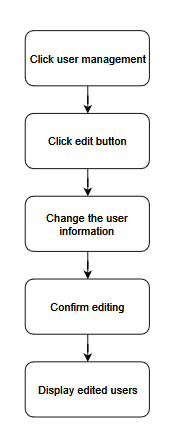 Click user management
Click edit button
Change the user
information
Confirm editing
Display edited users